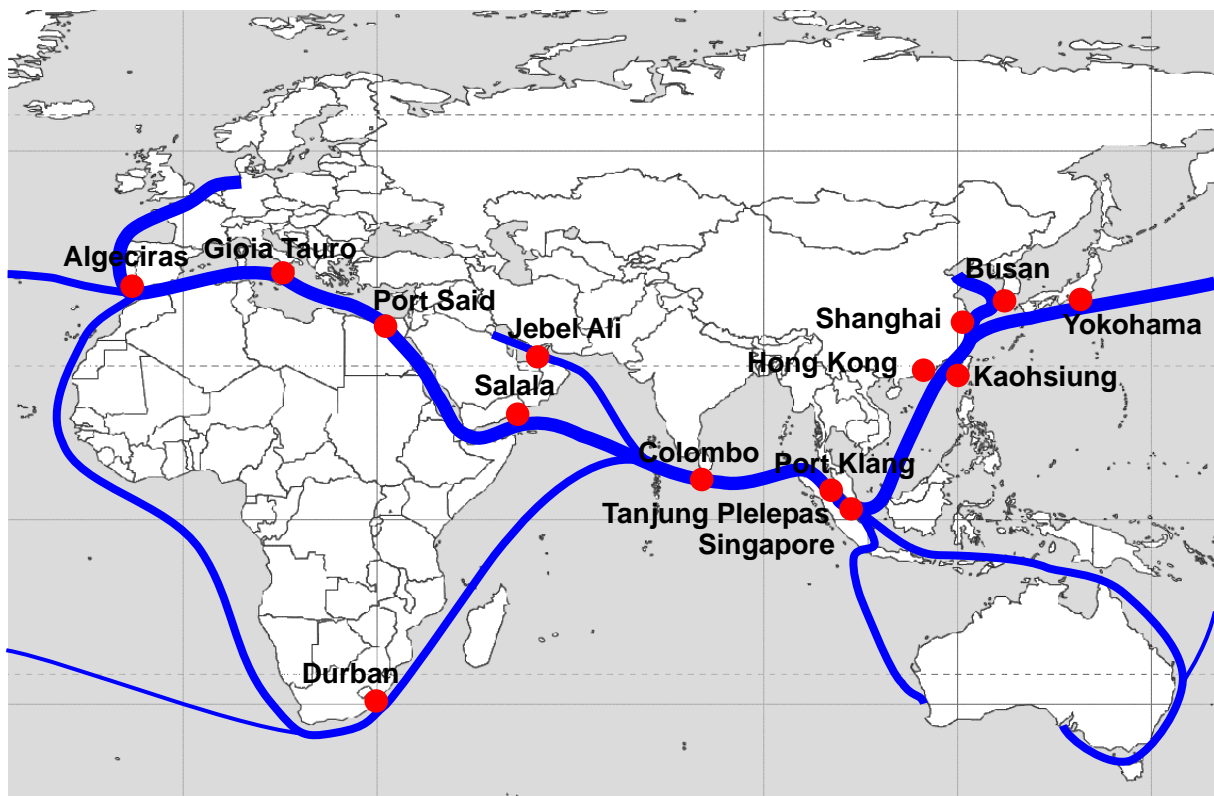 Algeciras
Gioia Tauro
Port Said
Jebel Ali
Salala
Busan
Shanghai
Yokohama
Hong Kong
Kaohsiung
Colombo
Port Klang
Tanjung Plelepas
Singapore
Durban